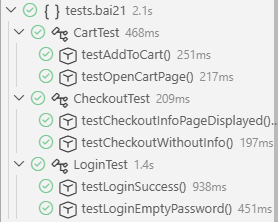 { } tests.bai21 2.1s
CartTest 468ms
testAddToCart() 251ms
testOpenCartPage() 217ms
CheckoutTest 209ms
testCheckoutInfoPageDisplayed()...
testCheckoutWithoutInfo() 197ms
LoginTest 1.4s
testLoginSuccess() 938ms
testLoginEmptyPassword() 451ms